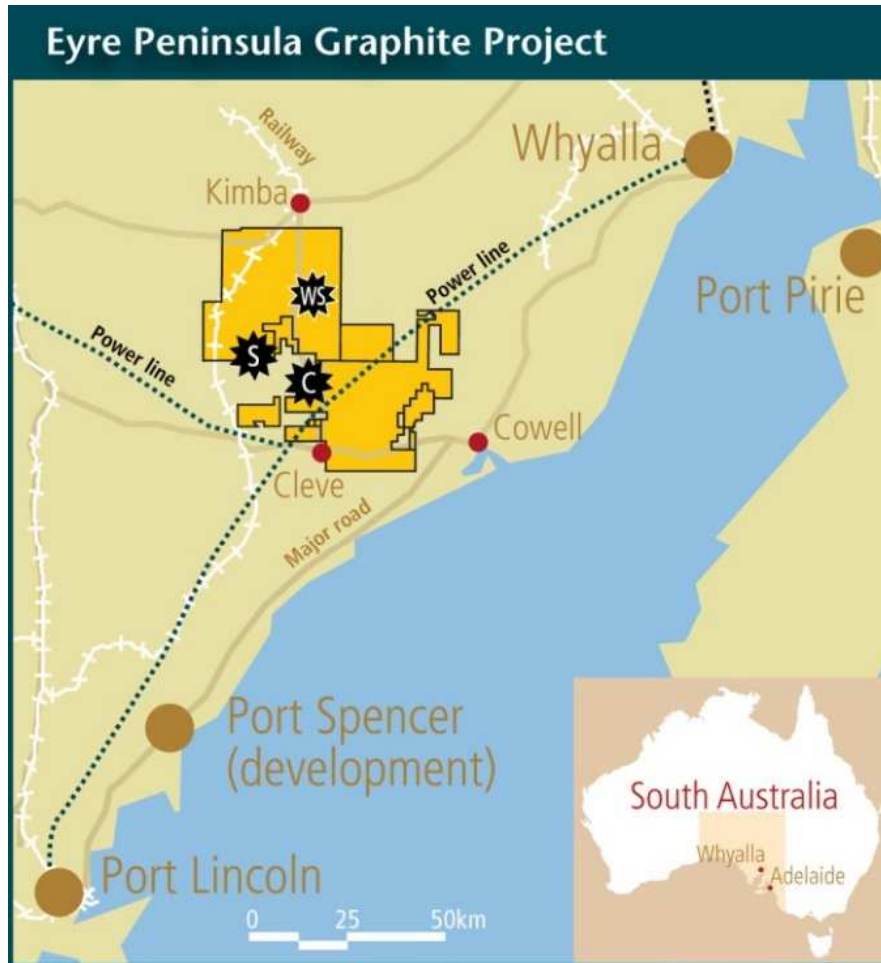 Eyre Peninsula Graphite Project
Railway
Whyalla
Kimba
Power line
WS
Port Pirie
Power line
S
C
Cowell
Cleve
Major road
Port Spencer
(development)
South Australia
Whyalla
Adelaide
Port Lincoln
0 25 50km